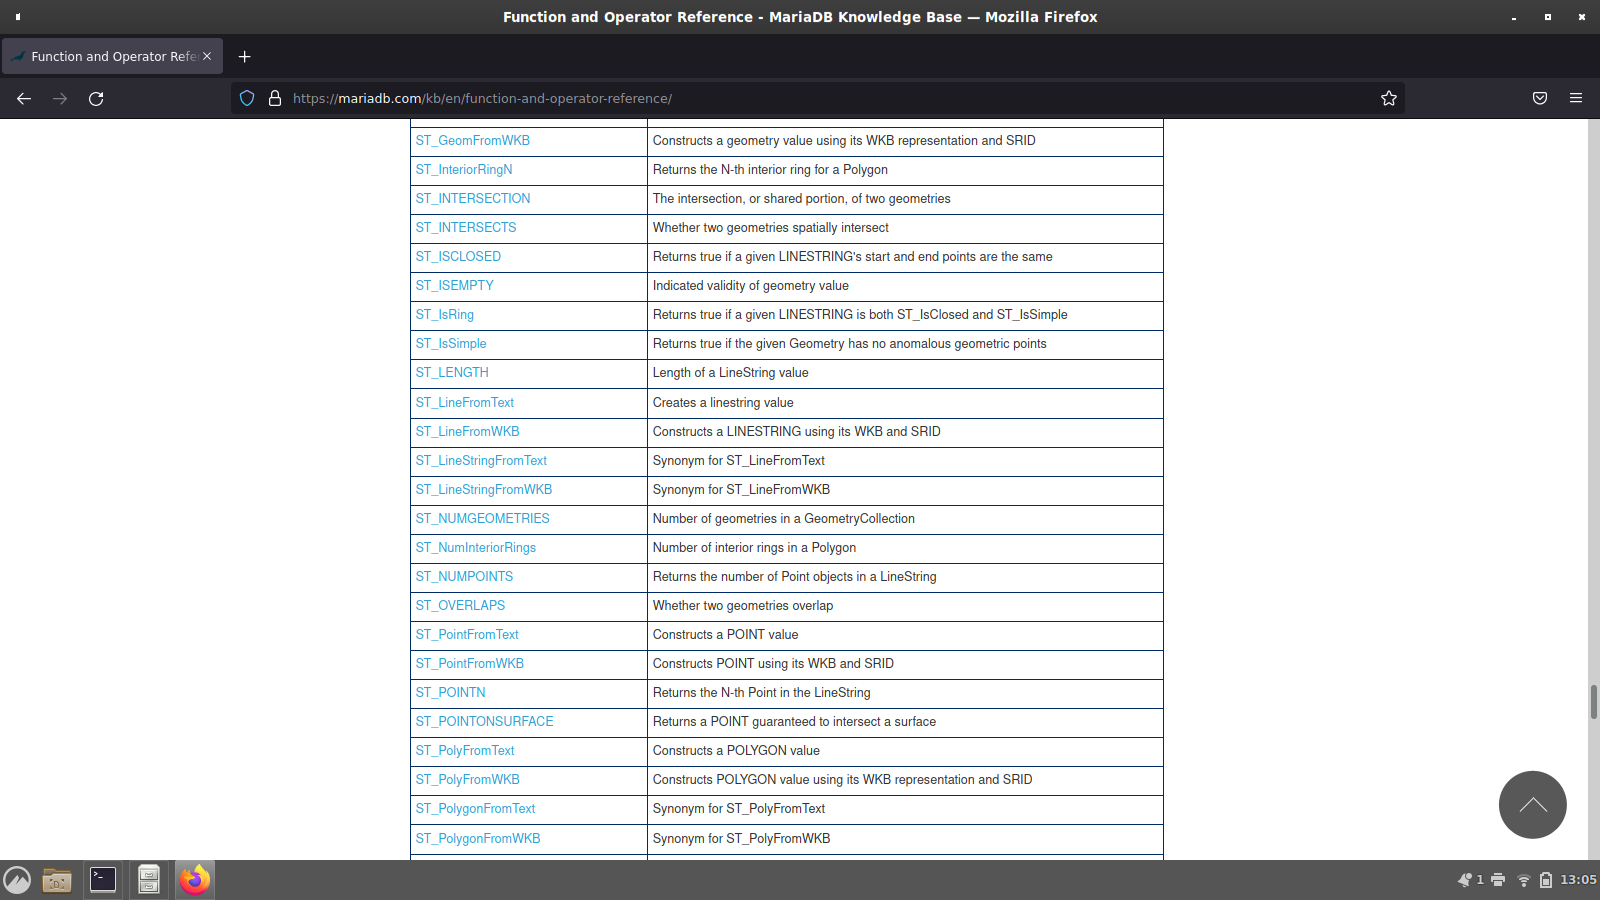 Function and Operator Reference - MariaDB Knowledge Base — Mozilla Firefox
Function and Operator Refe
https://mariadb.com/kb/en/function-and-operator-reference/
ST_GeomFromWKB Constructs a geometry value using its WKB representation and SRID
ST_InteriorRingN Returns the N-th interior ring for a Polygon
ST_INTERSECTION The intersection, or shared portion, of two geometries
ST_INTERSECTS Whether two geometries spatially intersect
ST_ISCLOSED Returns true if a given LINESTRING's start and end points are the same
ST_ISEMPTY Indicated validity of geometry value
ST_IsRing Returns true if a given LINESTRING is both ST_IsClosed and ST_IsSimple
ST_IsSimple Returns true if the given Geometry has no anomalous geometric points
ST_LENGTH Length of a LineString value
ST_LineFromText Creates a linestring value
ST_LineFromWKB Constructs a LINESTRING using its WKB and SRID
ST_LineStringFromText Synonym for ST_LineFromText
ST_LineStringFromWKB Synonym for ST_LineFromWKB
ST_NUMGEOMETRIES Number of geometries in a GeometryCollection
ST_NumInteriorRings Number of interior rings in a Polygon
ST_NUMPOINTS Returns the number of Point objects in a LineString
ST_OVERLAPS Whether two geometries overlap
ST_PointFromText Constructs a POINT value
ST_PointFromWKB Constructs POINT using its WKB and SRID
ST_POINTN Returns the N-th Point in the LineString
ST_POINTONSURFACE Returns a POINT guaranteed to intersect a surface
ST_PolyFromText Constructs a POLYGON value
ST_PolyFromWKB Constructs POLYGON value using its WKB representation and SRID
ST_PolygonFromText Synonym for ST_PolyFromText
ST_PolygonFromWKB Synonym for ST_PolyFromWKB
1 13:05